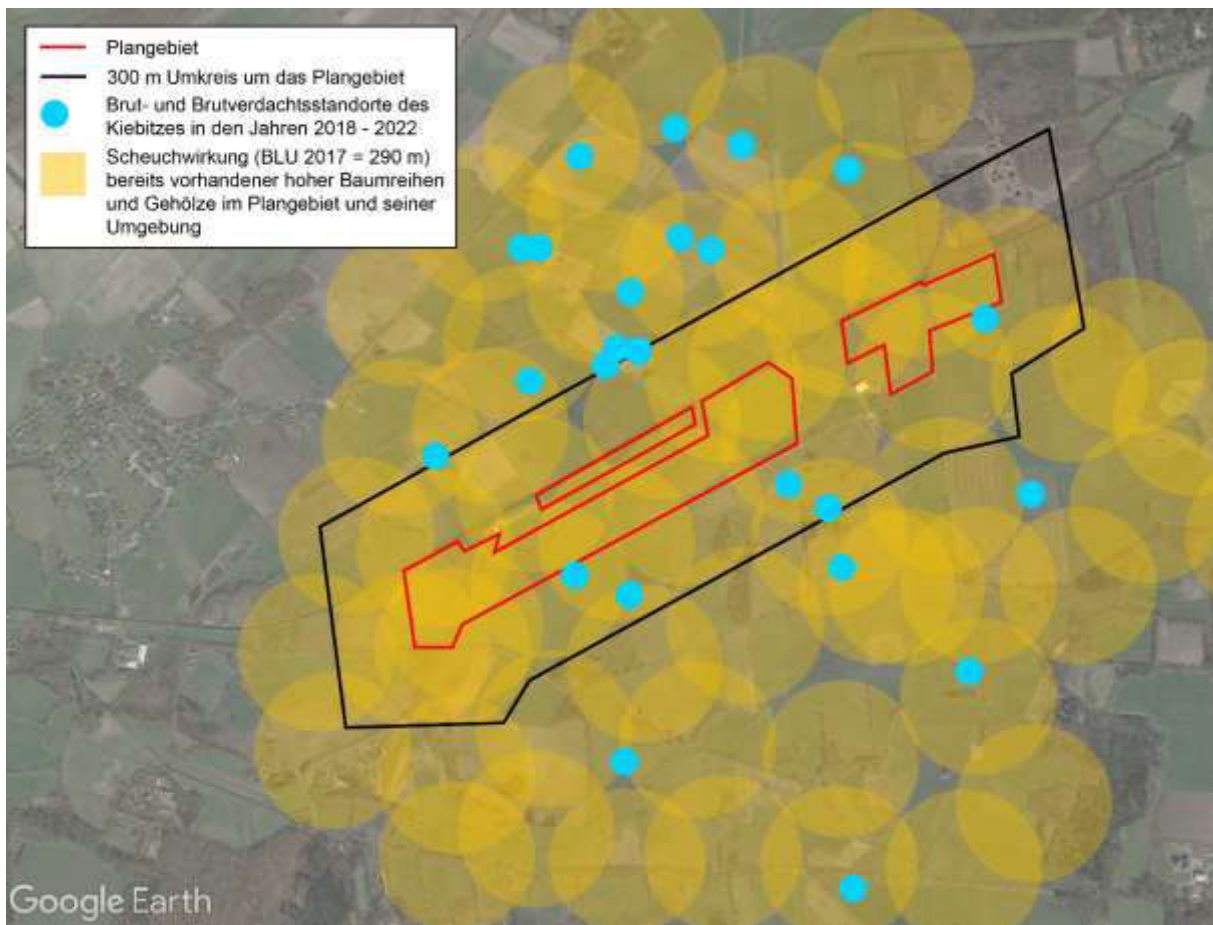 Plangebiet
300 m Umkreis um das Plangebiet
Brut- und Brutverdachtsstandorte des
Kiebitzes in den Jahren 2018 - 2022
Scheuchwirkung (BLU 2017 = 290 m)
bereits vorhandener hoher Baumreihen
und Gehölze im Plangebiet und seiner
Umgebung
Google Earth